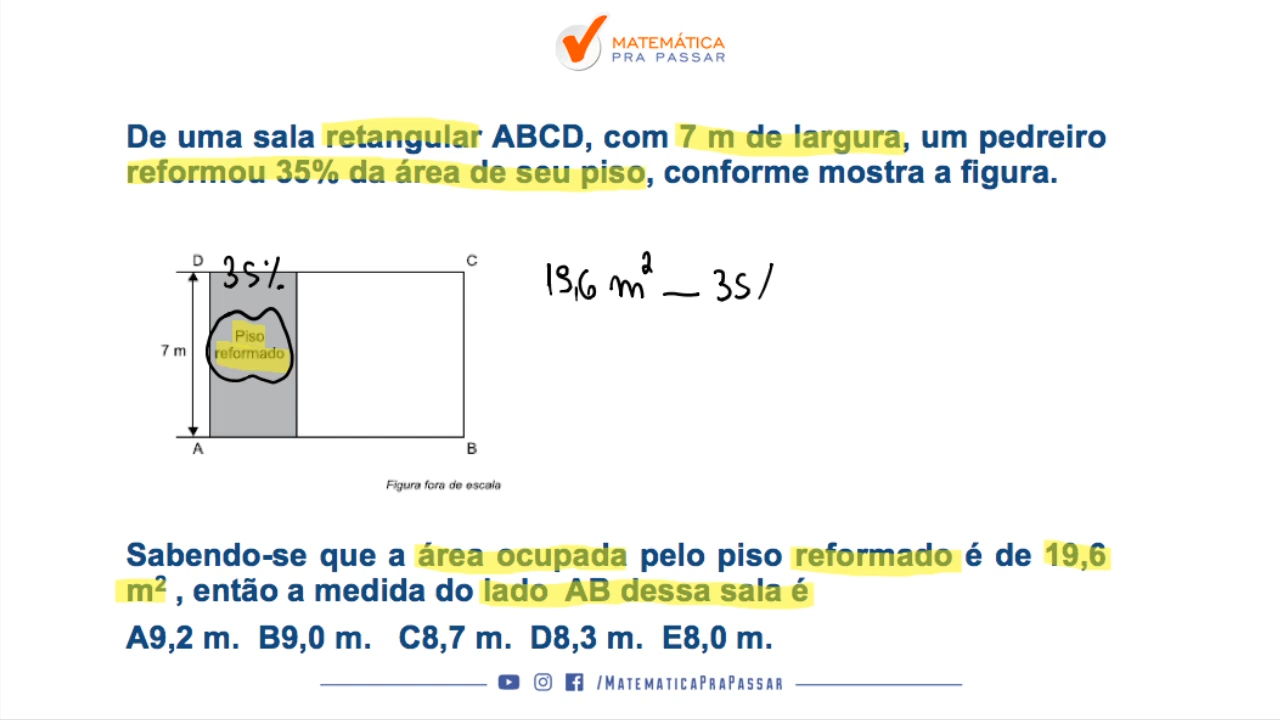 MATEMÁTICA
PRA PASSAR
De uma sala retangular ABCD, com 7 m de largura, um pedreiro
reformou 35% da área de seu piso, conforme mostra a figura.
D 35% C
19,6 m² — 35/
Piso
7 m reformado
A B
Figura fora de escala
Sabendo-se que a área ocupada pelo piso reformado é de 19,6
m² , então a medida do lado AB dessa sala é
A9,2 m. B9,0 m. C8,7 m. D8,3 m. E8,0 m.
/MATEMATICAPRAPASSAR